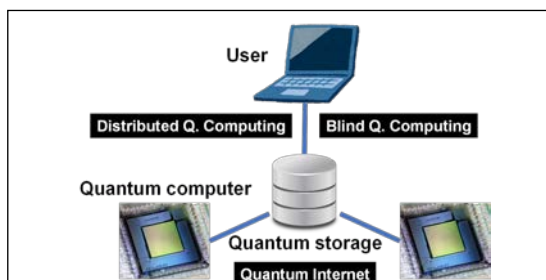 User
Distributed Q. Computing
Blind Q. Computing
Quantum computer
Quantum storage
Quantum Internet